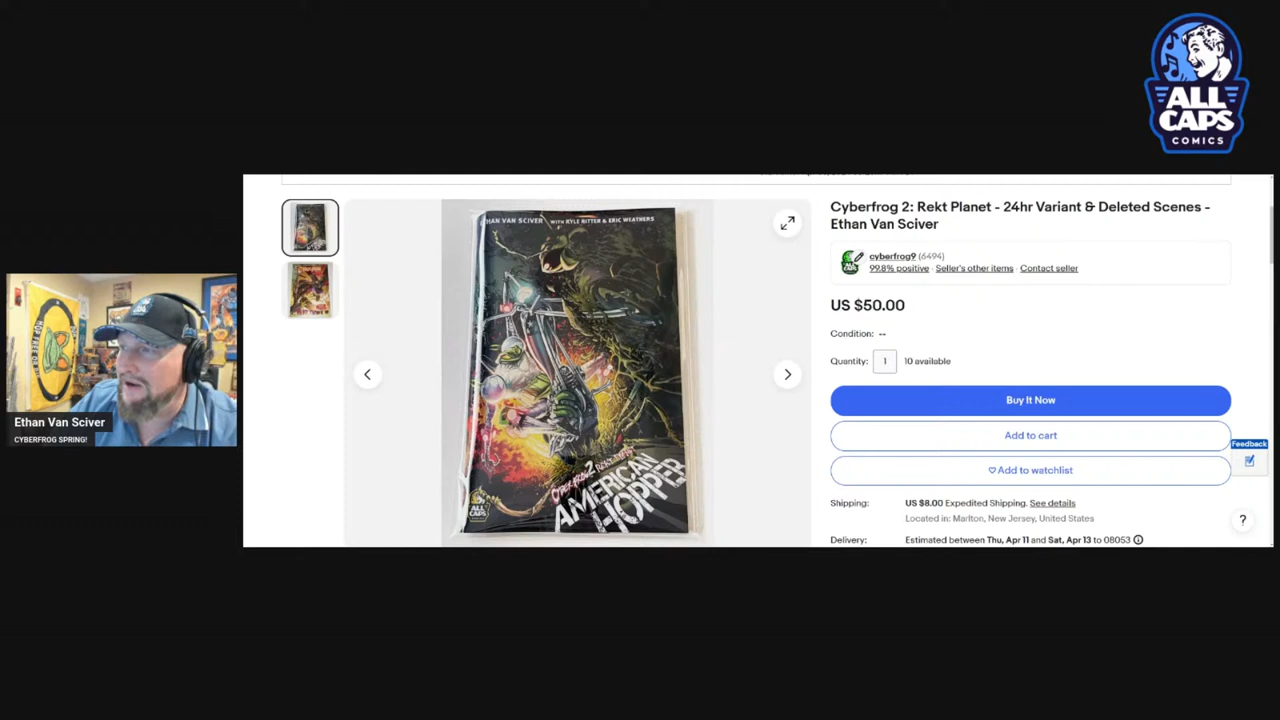 ALL
CAPS
COMICS
Cyberfrog 2: Rekt Planet - 24hr Variant & Deleted Scenes -
Ethan Van Sciver
cyberfrog9 (6494)
99.8% positive · Seller's other items · Contact seller
US $50.00
Condition: --
Quantity: 1 10 available
Buy It Now
Add to cart
Add to watchlist
Feedback
Shipping: US $8.00 Expedited Shipping. See details
Located in: Marlton, New Jersey, United States
Delivery: Estimated between Thu, Apr 11 and Sat, Apr 13 to 08053
?
ETHAN VAN SCIVER WITH KYLE RITTER & ERIC WEATHERS
AMERICAN
HOPPER
ALL
CAPS
Ethan Van Sciver
CYBERFROG SPRING!